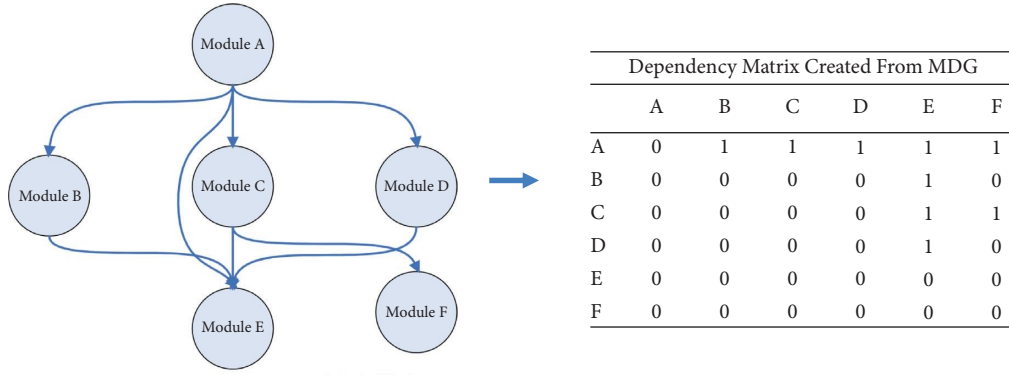 Module A
Module B
Module C
Module D
Module E
Module F
Dependency Matrix Created From MDG
A B C D E F
A 0 1 1 1 1 1
B 0 0 0 0 1 0
C 0 0 0 0 1 1
D 0 0 0 0 1 0
E 0 0 0 0 0 0
F 0 0 0 0 0 0